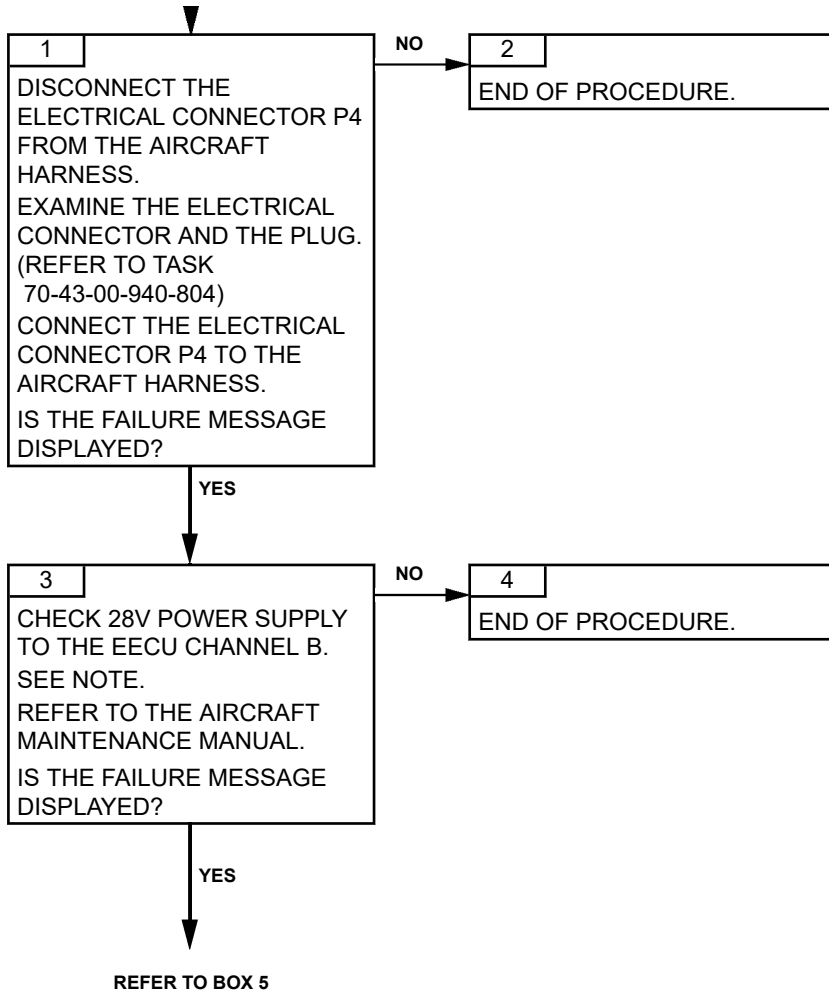 1
DISCONNECT THE
ELECTRICAL CONNECTOR P4
FROM THE AIRCRAFT
HARNESS.
EXAMINE THE ELECTRICAL
CONNECTOR AND THE PLUG.
(REFER TO TASK
70-43-00-940-804)
CONNECT THE ELECTRICAL
CONNECTOR P4 TO THE
AIRCRAFT HARNESS.
IS THE FAILURE MESSAGE
DISPLAYED?
NO
2
END OF PROCEDURE.
YES
3
CHECK 28V POWER SUPPLY
TO THE EECU CHANNEL B.
SEE NOTE.
REFER TO THE AIRCRAFT
MAINTENANCE MANUAL.
IS THE FAILURE MESSAGE
DISPLAYED?
NO
4
END OF PROCEDURE.
YES
REFER TO BOX 5